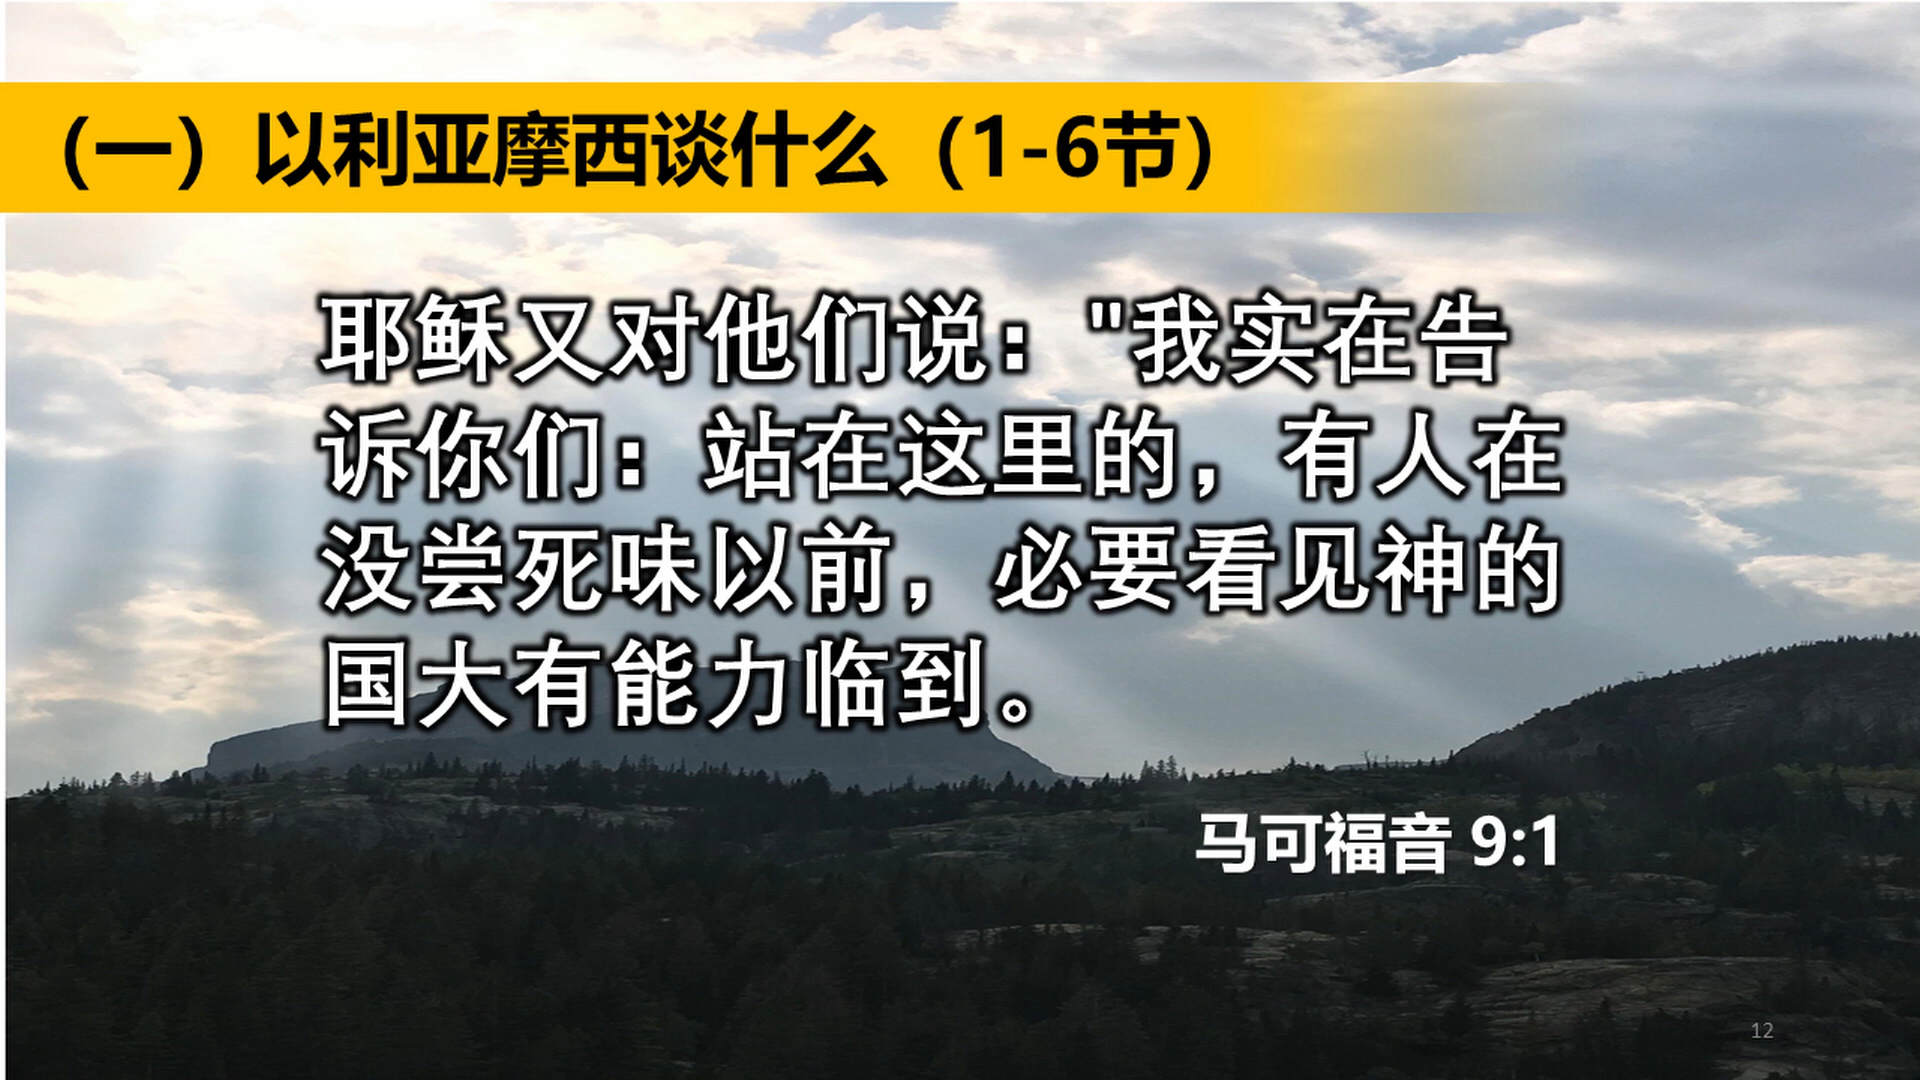 （一）以利亚摩西谈什么（1-6节）
耶稣又对他们说："我实在告
诉你们：站在这里的，有人在
没尝死味以前，必要看见神的
国大有能力临到。
马可福音 9:1
12